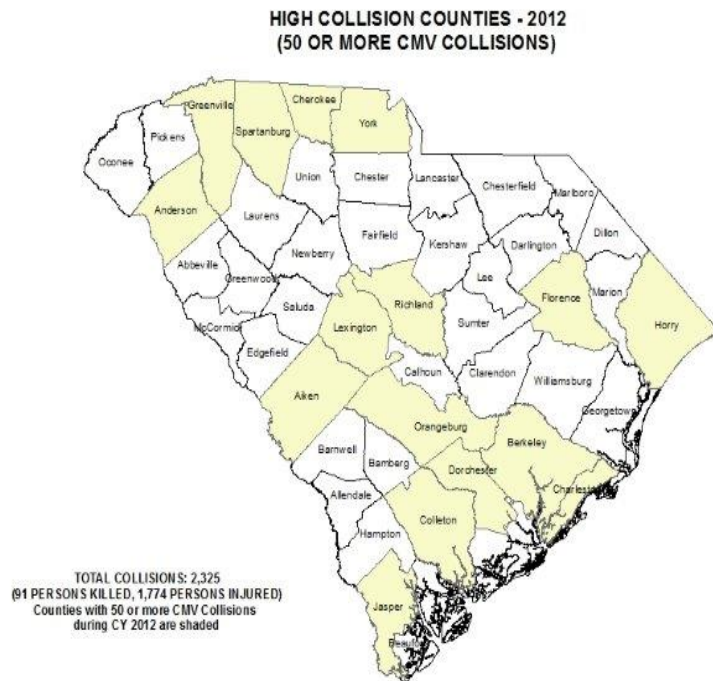 HIGH COLLISION COUNTIES - 2012
(50 OR MORE CMV COLLISIONS)
Cherokee
Greenville
York
Spartanburg
Pickens
Oconee
Union
Chester
Lancaster
Chesterfield
Marlboro
Anderson
Laurens
Fairfield
Kershaw
Darlington
Dillon
Newberry
Abbeville
Greenwood
Lee
Richland
Florence
Marion
Saluda
Lexington
Sumter
Horry
McCormic
Edgefield
Calhoun
Clarendon
Williamsburg
Aiken
Georgetown
Orangeburg
Berkeley
Barnwell
Bamberg
Dorchester
Charlest
Allendale
Colleton
Hampton
TOTAL COLLISIONS: 2,325
(91 PERSONS KILLED, 1,774 PERSONS INJURED)
Counties with 50 or more CMV Collisions
during CY 2012 are shaded
Jasper